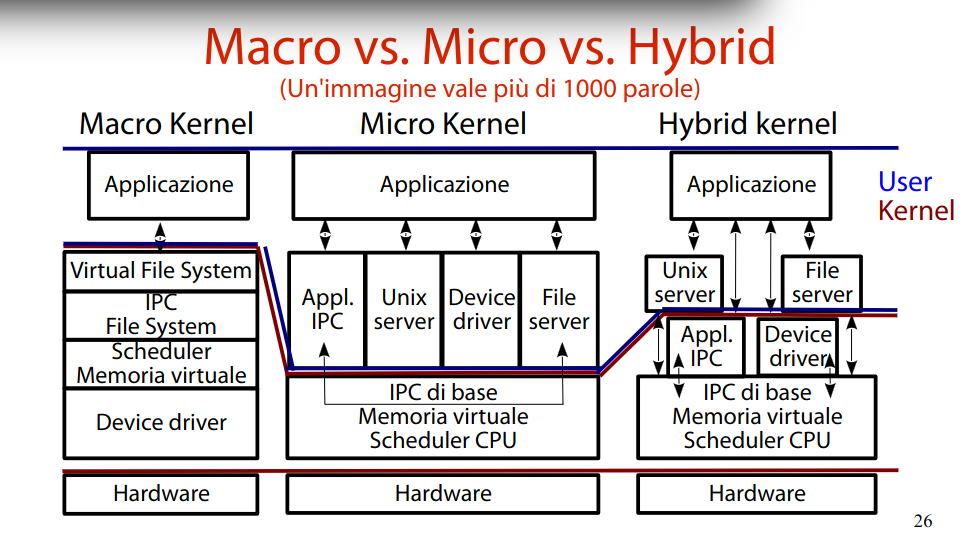 Macro vs. Micro vs. Hybrid
(Un'immagine vale più di 1000 parole)
Macro Kernel
Micro Kernel
Hybrid kernel
User
Kernel
Applicazione
Virtual File System
IPC
File System
Scheduler
Memoria virtuale
Device driver
Hardware
Applicazione
Appl.
IPC
Unix
server
Device
driver
File
server
IPC di base
Memoria virtuale
Scheduler CPU
Hardware
Applicazione
Unix
server
File
server
Appl.
IPC
Device
driver
IPC di base
Memoria virtuale
Scheduler CPU
Hardware
26